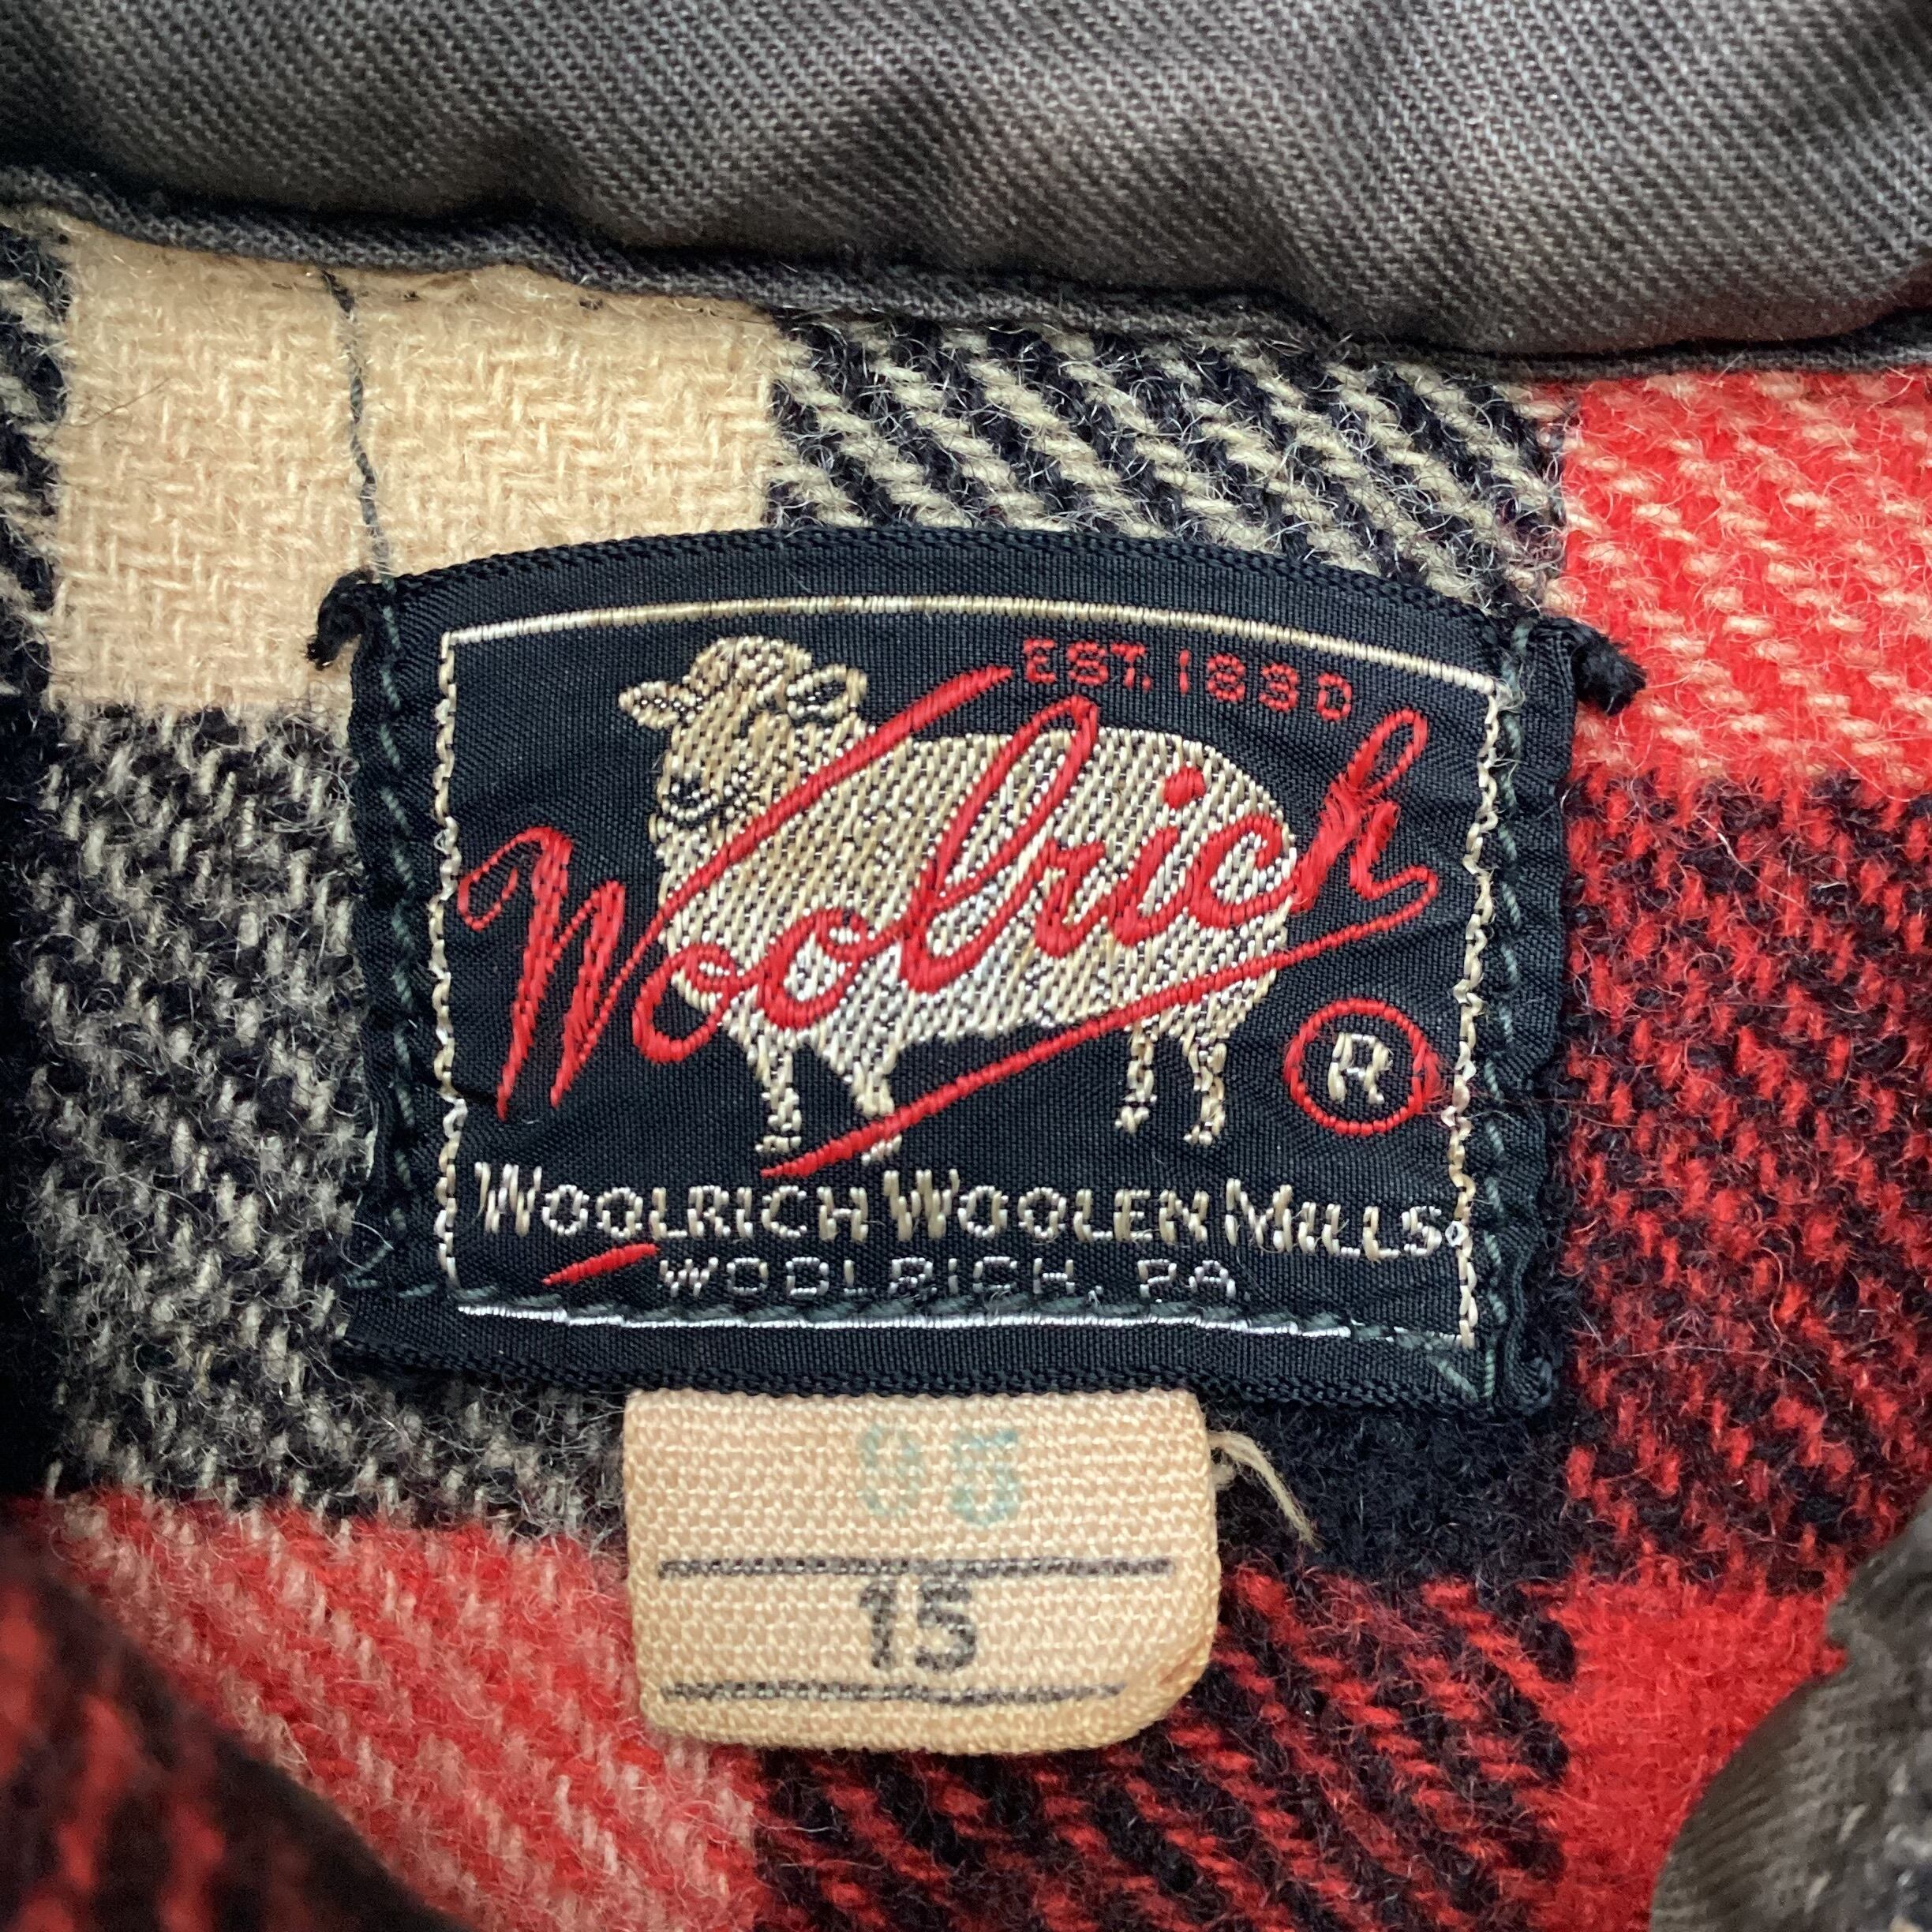 EST. 1830
Woolrich
R
WOOLRICH WOOLEN MILLS
WOOLRICH, PA
15